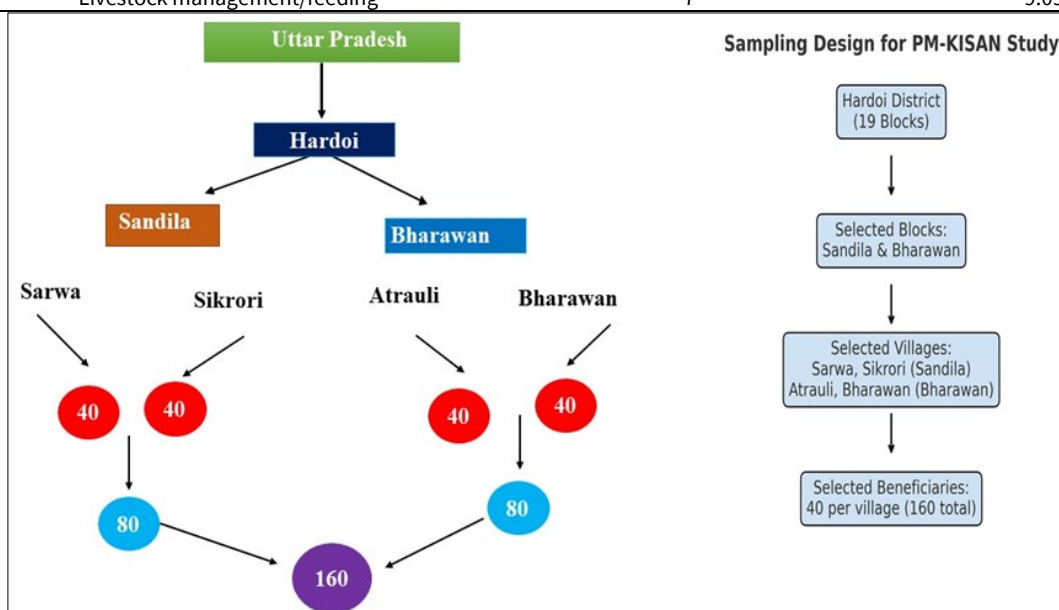 Livestock management/feeding
Uttar Pradesh
Hardoi
Sandila
Bharawan
Sarwa
Sikrori
Atrauli
Bharawan
40
40
40
40
80
80
160
Sampling Design for PM-KISAN Study
Hardoi District
(19 Blocks)
Selected Blocks:
Sandila & Bharawan
Selected Villages:
Sarwa, Sikrori (Sandila)
Atrauli, Bharawan (Bharawan)
Selected Beneficiaries:
40 per village (160 total)